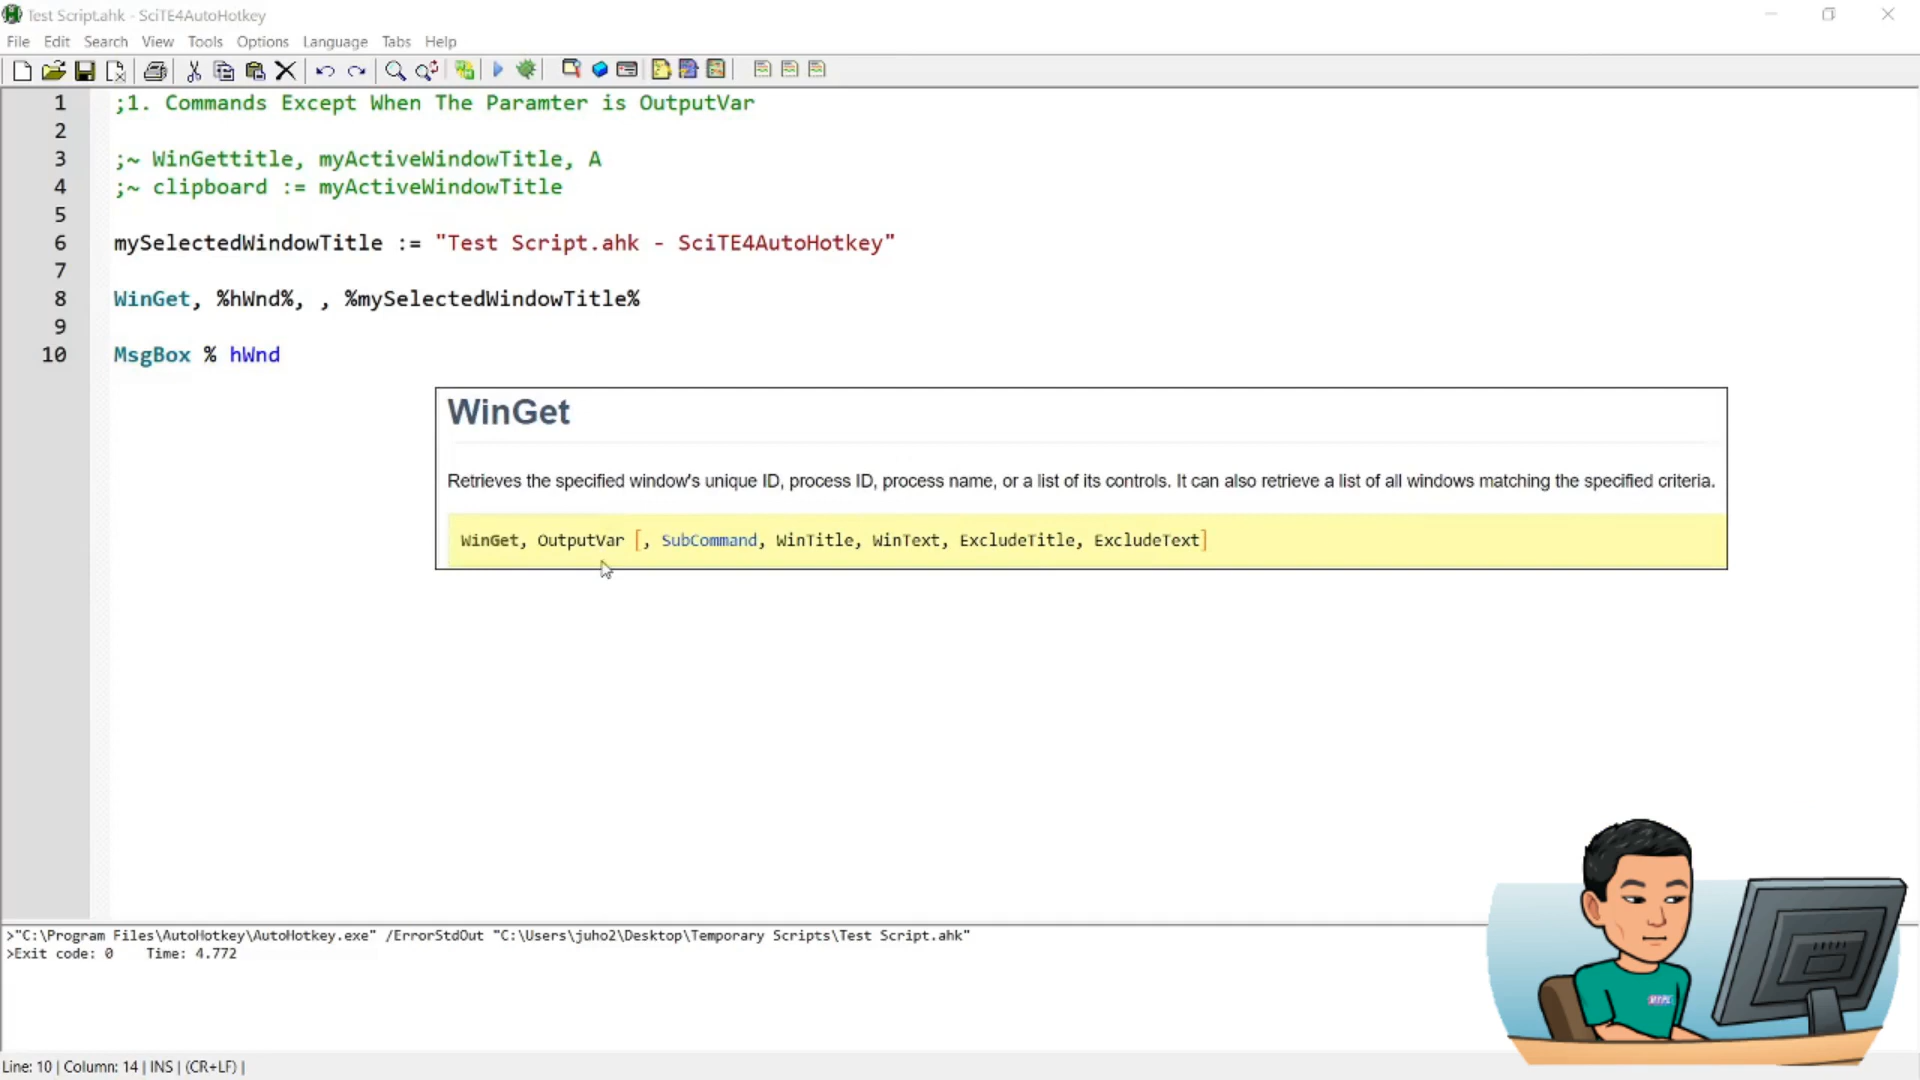 Test Script.ahk - SciTE4AutoHotkey
File Edit Search View Tools Options Language Tabs Help
1 ;1. Commands Except When The Paramter is OutputVar
2
3 ;~ WinGettitle, myActiveWindowTitle, A
4 ;~ clipboard := myActiveWindowTitle
5
6 mySelectedWindowTitle := "Test Script.ahk - SciTE4AutoHotkey"
7
8 WinGet, %hWnd%, , %mySelectedWindowTitle%
9
10 MsgBox % hWnd
WinGet
Retrieves the specified window's unique ID, process ID, process name, or a list of its controls. It can also retrieve a list of all windows matching the specified criteria.
WinGet, OutputVar [, SubCommand, WinTitle, WinText, ExcludeTitle, ExcludeText]
>"C:\Program Files\AutoHotkey\AutoHotkey.exe" /ErrorStdOut "C:\Users\juho2\Desktop\Temporary Scripts\Test Script.ahk"
>Exit code: 0 Time: 4.772
Line: 10 | Column: 14 | INS | (CR+LF) |